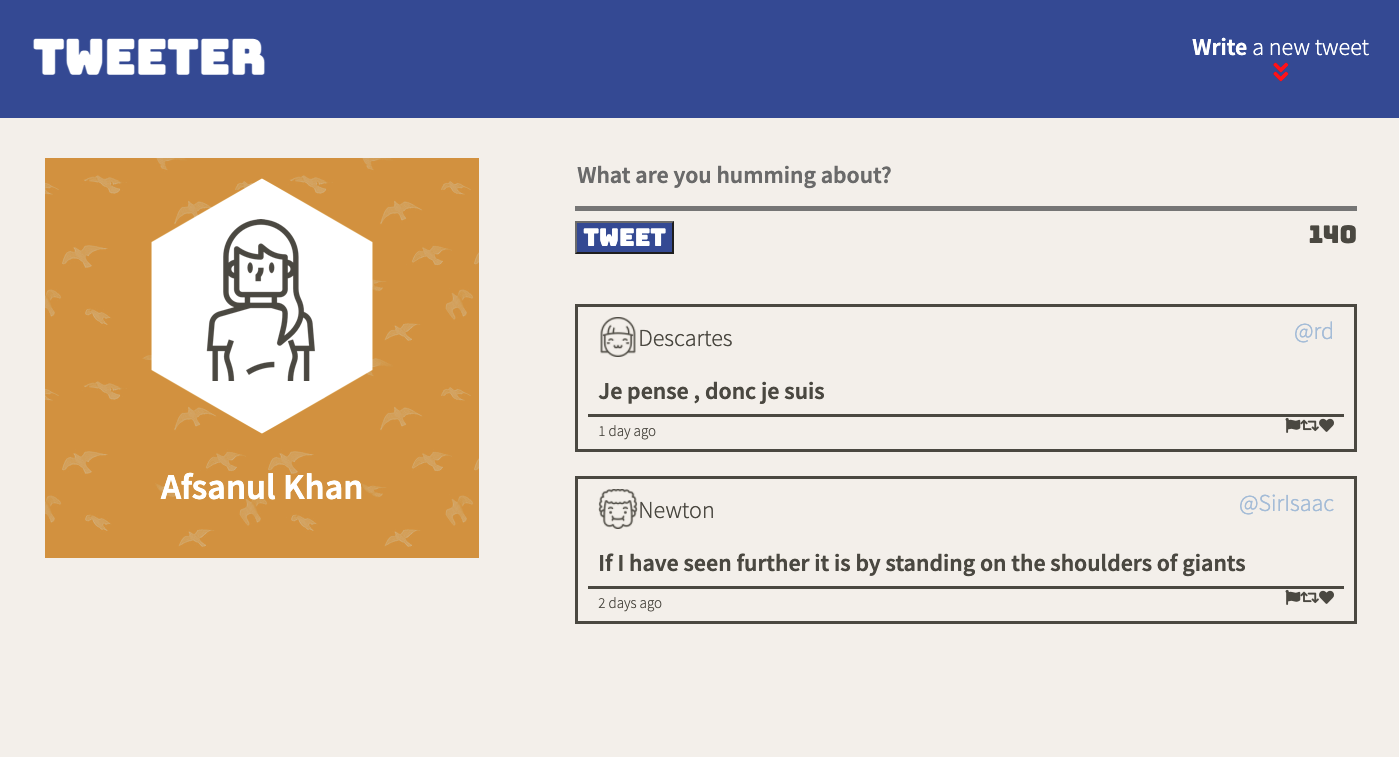 TWEETER
Write a new tweet
Afsanul Khan
What are you humming about?
TWEET
140
Descartes
@rd
Je pense , donc je suis
1 day ago
Newton
@SirIsaac
If I have seen further it is by standing on the shoulders of giants
2 days ago